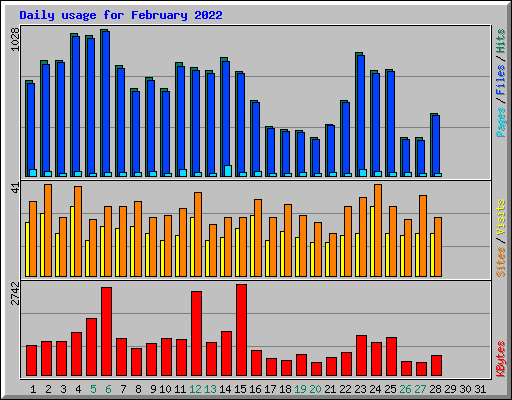 Daily usage for February 2022
1028
Pages / Files / Hits
41
Sites / Visits
2742
KBytes
1 2 3 4 5 6 7 8 9 10 11 12 13 14 15 16 17 18 19 20 21 22 23 24 25 26 27 28 29 30 31